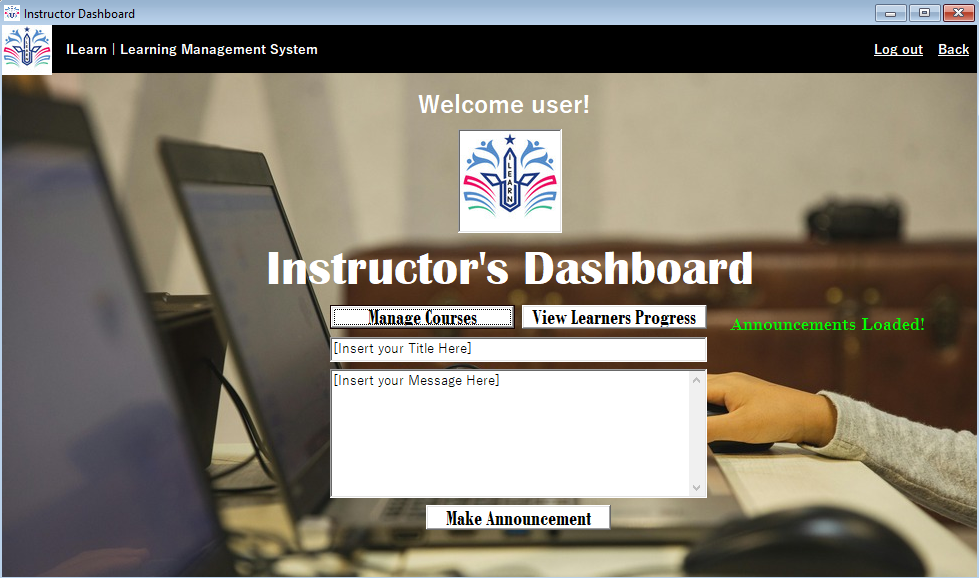 Instructor Dashboard
ILearn | Learning Management System
Log out
Back
Welcome user!
ILEARN
Instructor's Dashboard
Manage Courses
View Learners Progress
Announcements Loaded!
[Insert your Title Here]
[Insert your Message Here]
Make Announcement